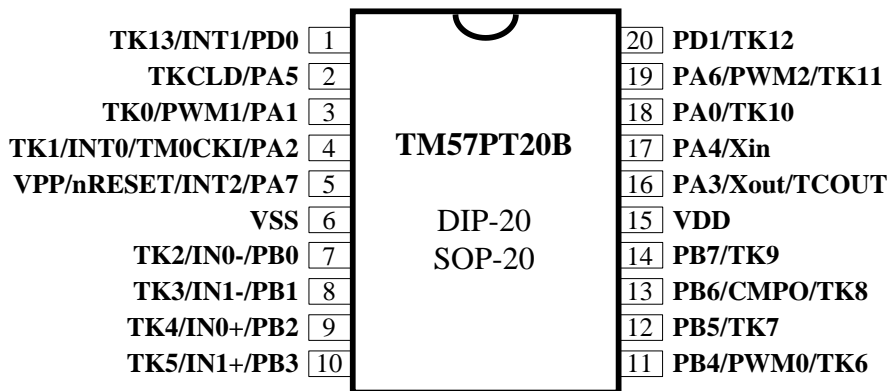 TK13/INT1/PD0 1
TKCLD/PA5 2
TK0/PWM1/PA1 3
TK1/INT0/TM0CKI/PA2 4
VPP/nRESET/INT2/PA7 5
VSS 6
TK2/IN0-/PB0 7
TK3/IN1-/PB1 8
TK4/IN0+/PB2 9
TK5/IN1+/PB3 10
TM57PT20B
DIP-20
SOP-20
20 PD1/TK12
19 PA6/PWM2/TK11
18 PA0/TK10
17 PA4/Xin
16 PA3/Xout/TCOUT
15 VDD
14 PB7/TK9
13 PB6/CMPO/TK8
12 PB5/TK7
11 PB4/PWM0/TK6